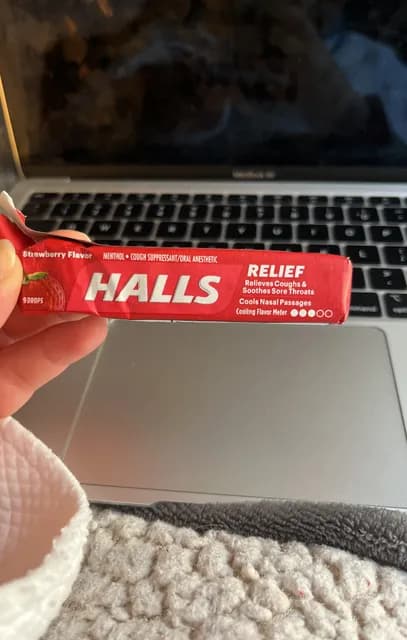 Strawberry Flavor
MENTHOL • COUGH SUPPRESSANT/ORAL ANESTHETIC
HALLS
9 DROPS
RELIEF
Relieves Coughs &
Soothes Sore Throats
Cools Nasal Passages
Cooling Flavor Meter